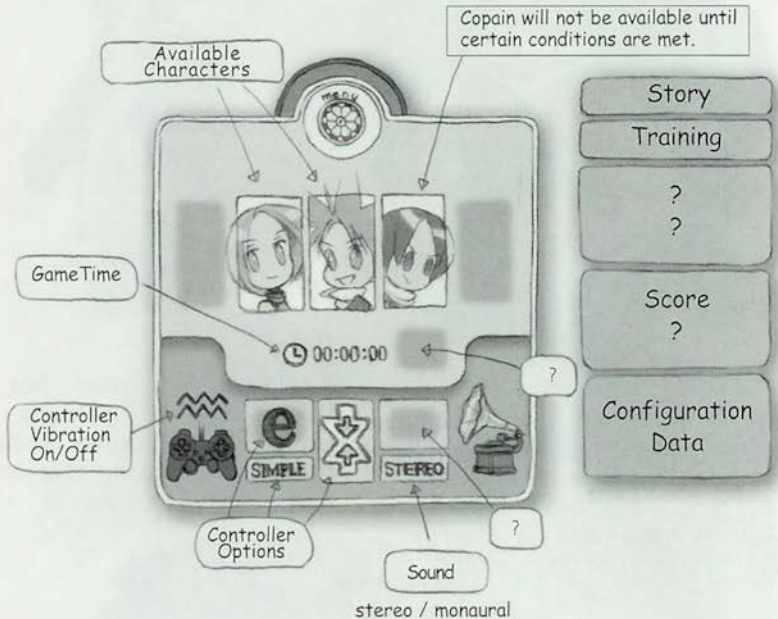 Copain will not be available until
certain conditions are met.
Available
Characters
menu
Story
Training
?
?
GameTime
00:00:00
Score
?
?
Controller
Vibration
On/Off
e
SIMPLE
STEREO
Configuration
Data
?
Controller
Options
Sound
stereo / monaural